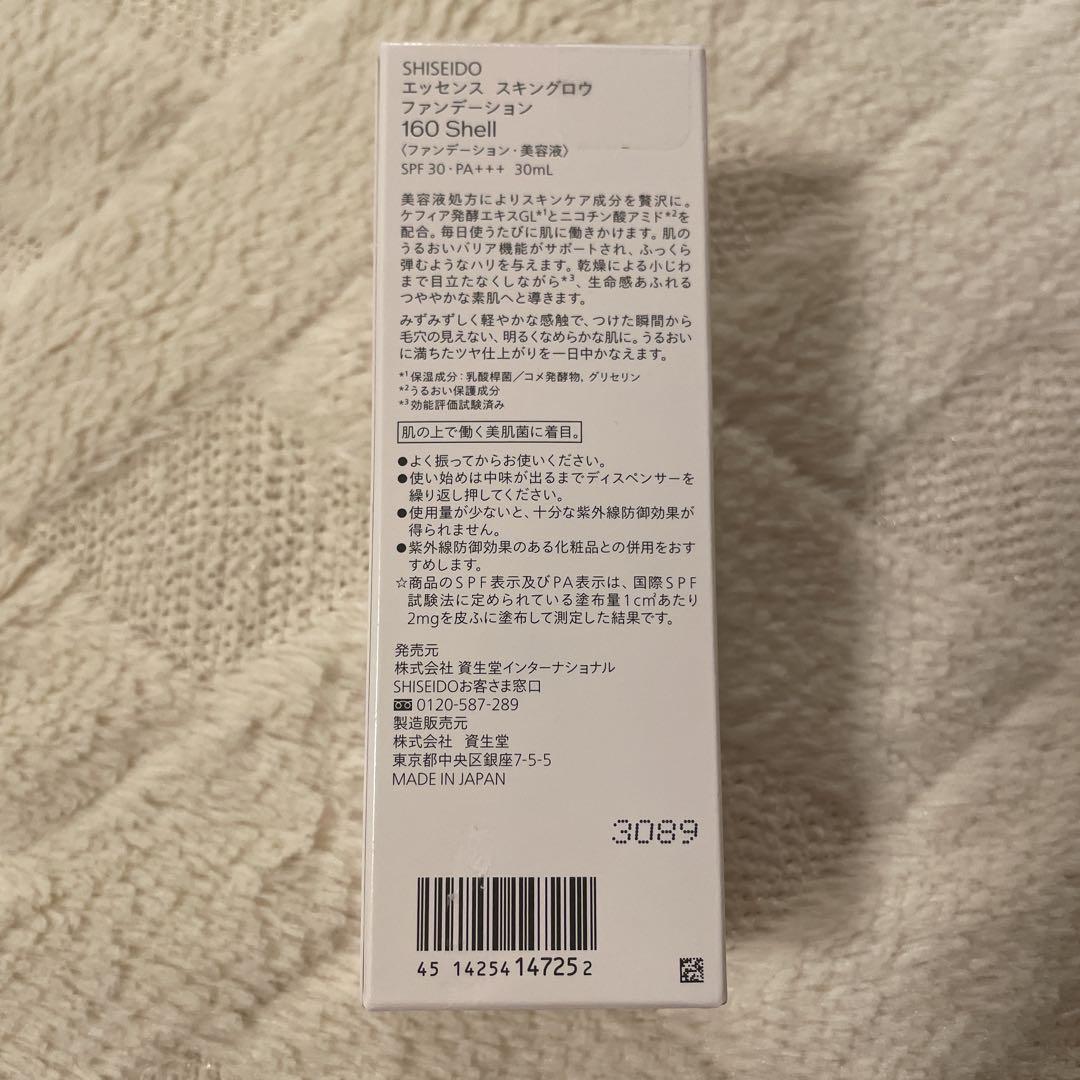 SHISEIDO
エッセンス スキングロウ
ファンデーション
160 Shell
〈ファンデーション・美容液〉
SPF 30・PA+++ 30mL
美容液処方によりスキンケア成分を贅沢に。
ケフィア発酵エキスGL*1とニコチン酸アミド*2を
配合。毎日使うたびに肌に働きかけます。肌の
うるおいバリア機能がサポートされ、ふっくら
弾むようなハリを与えます。乾燥による小じわ
まで目立たなくしながら*3、生命感あふれる
つややかな素肌へと導きます。
みずみずしく軽やかな感触で、つけた瞬間から
毛穴の見えない、明るくなめらかな肌に。うるおい
に満ちたツヤ仕上がりを一日中かなえます。
*1保湿成分：乳酸桿菌／コメ発酵物，グリセリン
*2うるおい保護成分
*3効能評価試験済み
肌の上で働く美肌菌に着目。
●よく振ってからお使いください。
●使い始めは中味が出るまでディスペンサーを
繰り返し押してください。
●使用量が少ないと、十分な紫外線防御効果が
得られません。
●紫外線防御効果のある化粧品との併用をおす
すめします。
☆商品のSPF表示及びPA表示は、国際SPF
試験法に定められている塗布量1c㎡あたり
2mgを皮ふに塗布して測定した結果です。
発売元
株式会社 資生堂インターナショナル
SHISEIDOお客さま窓口
0120-587-289
製造販売元
株式会社 資生堂
東京都中央区銀座7-5-5
MADE IN JAPAN
3089
45 14254 14725 2